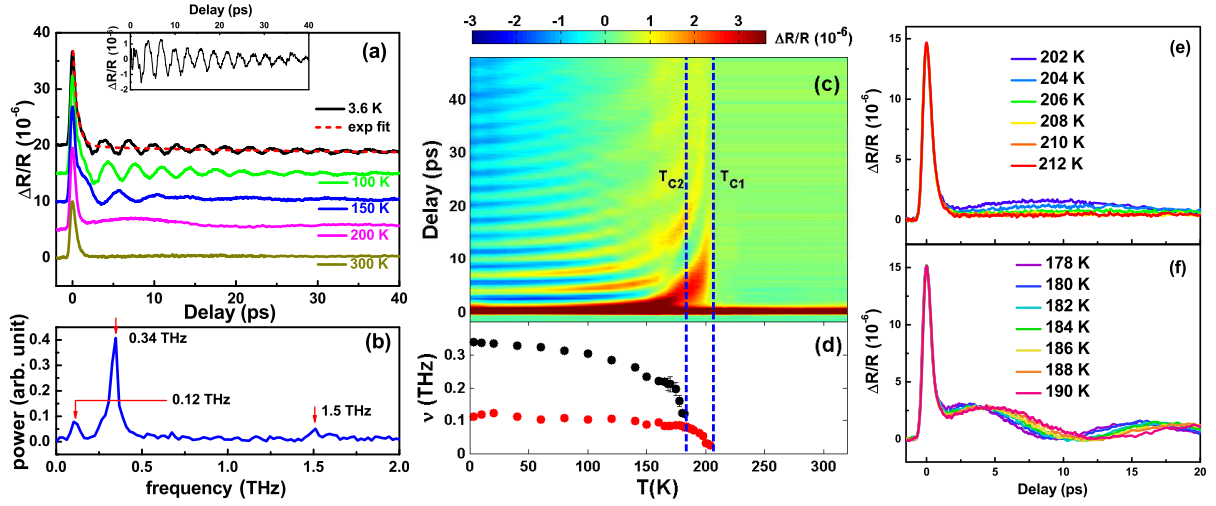 Delay (ps)
0 10 20 30 40
1
0
-1
-2
ΔR/R (10⁻⁶)
(a)
40
30
20
10
0
ΔR/R (10⁻⁶)
3.6 K
exp fit
100 K
150 K
200 K
300 K
0 5 10 15 20 25 30 35 40
Delay (ps)
(b)
0.4
0.3
0.2
0.1
0.0
power (arb. unit)
0.34 THz
0.12 THz
1.5 THz
0.0 0.5 1.0 1.5 2.0
frequency (THz)
-3 -2 -1 0 1 2 3
ΔR/R (10⁻⁶)
(c)
40
30
20
10
0
Delay (ps)
T_C2
T_C1
(d)
0.3
0.2
0.1
0
ν (THz)
0 50 100 150 200 250 300
T(K)
(e)
15
10
5
0
ΔR/R (10⁻⁶)
202 K
204 K
206 K
208 K
210 K
212 K
(f)
15
10
5
0
ΔR/R (10⁻⁶)
178 K
180 K
182 K
184 K
186 K
188 K
190 K
0 5 10 15 20
Delay (ps)